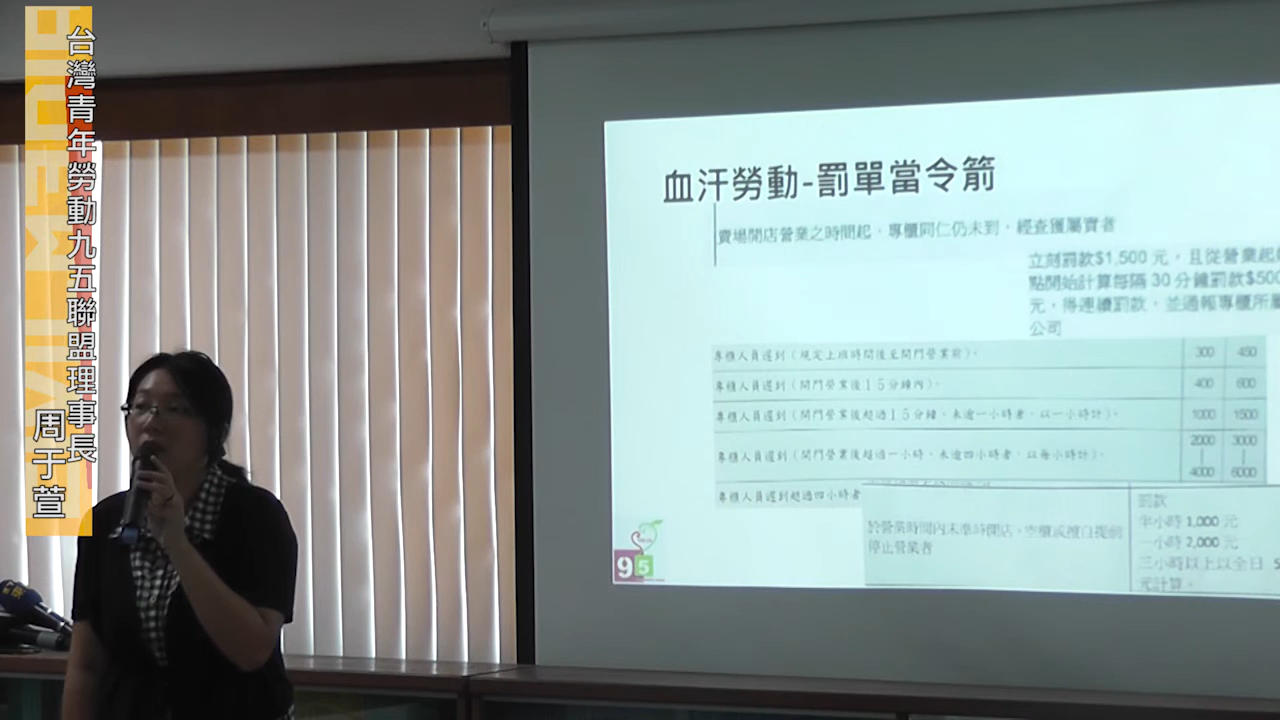 台灣青年勞動九五聯盟理事長
周于萱
血汗勞動-罰單當令箭
賣場開店營業之時間起，專櫃同仁仍未到，經查獲屬實者
立刻罰款$1,500 元，且從營業起
點開始計算每隔 30 分鐘罰款$500
元，得連續罰款，並通報專櫃所屬
公司
專櫃人員遲到(規定上班時間後至開門營業前)。 300 450
專櫃人員遲到(開門營業後15分鐘內)。 400 600
專櫃人員遲到(開門營業後超過15分鐘，未逾一小時者，以一小時計)。 1000 1500
專櫃人員遲到(開門營業後超過一小時，未逾四小時者，以每小時計)。 2000 | 4000 3000 | 6000
專櫃人員遲到超過四小時者
於營業時間內未準時開店，空櫃或擅自提前
停止營業者
罰款
半小時 1,000 元
一小時 2,000 元
三小時以上以全日 5
元計算。
95